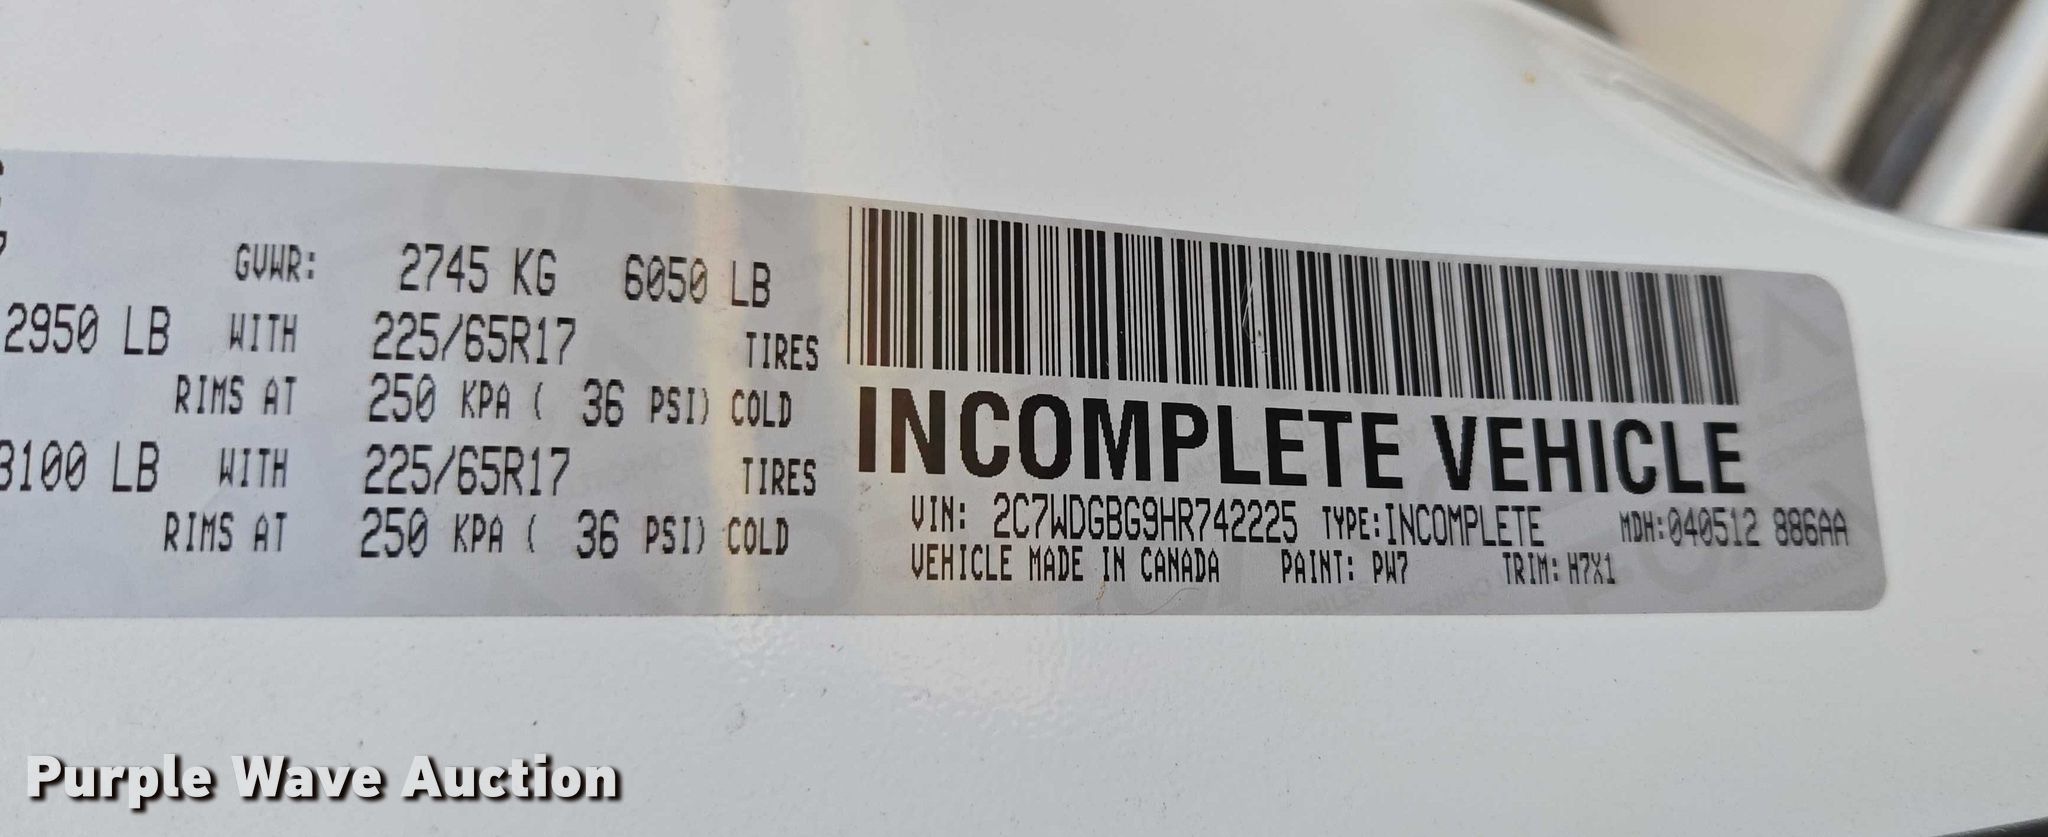 GVWR: 2745 KG 6050 LB
2950 LB WITH 225/65R17 TIRES
RIMS AT 250 KPA ( 36 PSI) COLD
3100 LB WITH 225/65R17 TIRES
RIMS AT 250 KPA ( 36 PSI) COLD
INCOMPLETE VEHICLE
VIN: 2C7WDGBG9HR742225 TYPE:INCOMPLETE MDH:040512 886AA
VEHICLE MADE IN CANADA PAINT: PW7 TRIM: H7X1
Purple Wave Auction